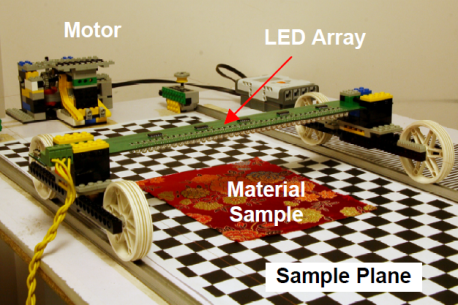 Motor
LED Array
Material
Sample
Sample Plane